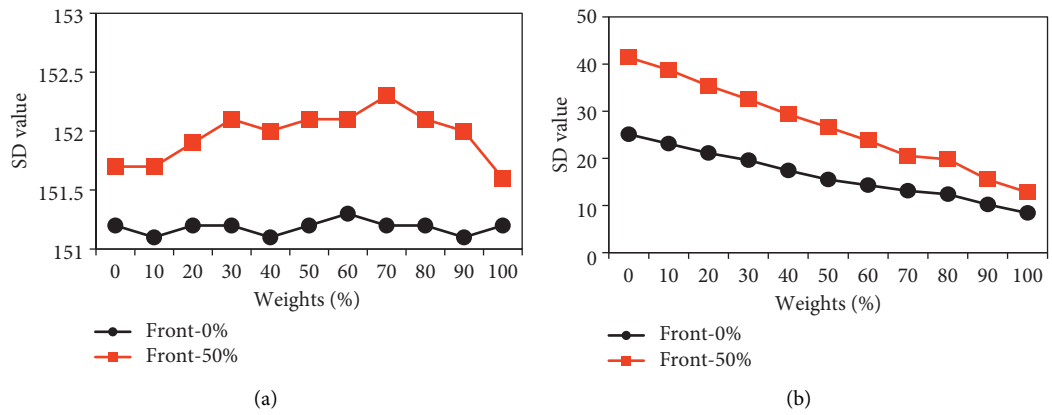 153
152.5
152
151.5
151
SD value
0 10 20 30 40 50 60 70 80 90 100
Weights (%)
Front-0%
Front-50%
(a)
50
40
30
20
10
0
SD value
0 10 20 30 40 50 60 70 80 90 100
Weights (%)
Front-0%
Front-50%
(b)